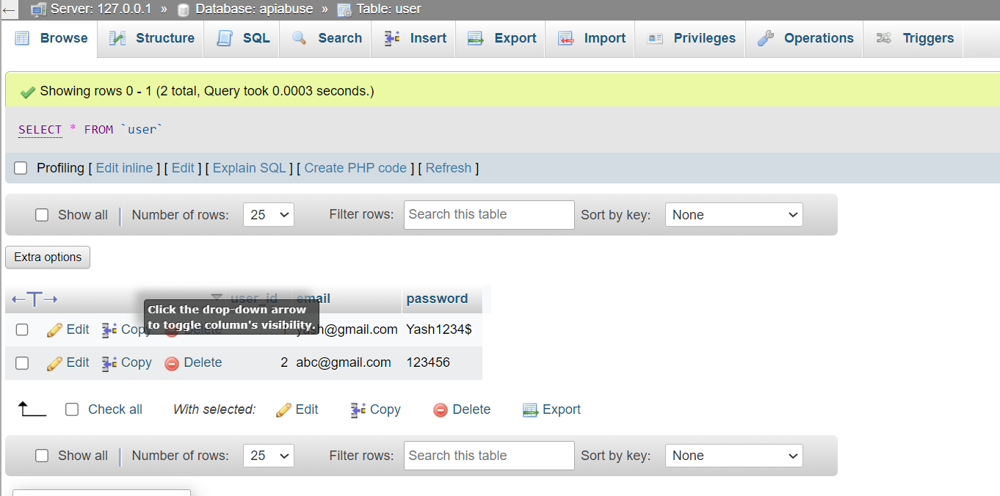 ← Server: 127.0.0.1 » Database: apiabuse » Table: user
Browse Structure SQL Search Insert Export Import Privileges Operations Triggers
Showing rows 0 - 1 (2 total, Query took 0.0003 seconds.)
SELECT * FROM `user`
Profiling [ Edit inline ] [ Edit ] [ Explain SQL ] [ Create PHP code ] [ Refresh ]
Show all | Number of rows: 25 Filter rows: Search this table Sort by key: None
Extra options
←T→ user_id email password
Click the drop-down arrow
to toggle column's visibility.
Edit Copy Delete 1 yash@gmail.com Yash1234$
Edit Copy Delete 2 abc@gmail.com 123456
Check all With selected: Edit Copy Delete Export
Show all | Number of rows: 25 Filter rows: Search this table Sort by key: None